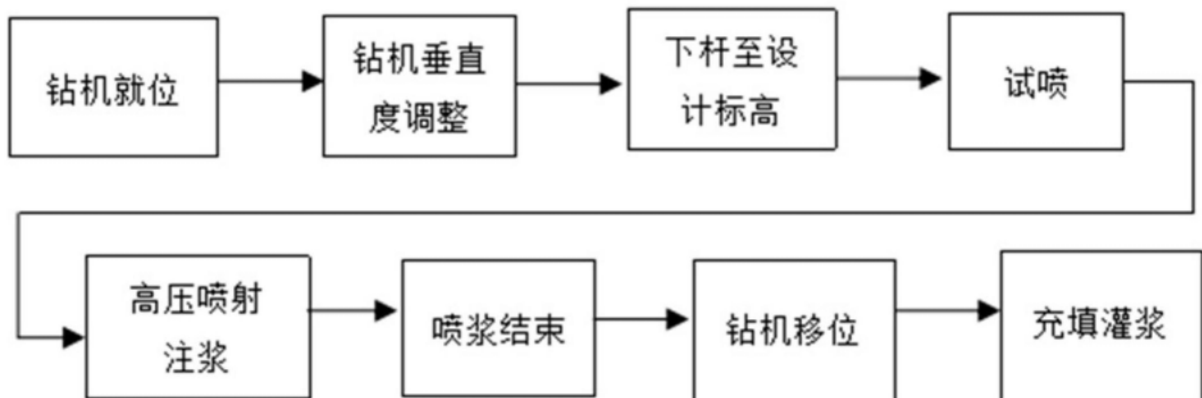 钻机就位
钻机垂直
度调整
下杆至设
计标高
试喷
高压喷射
注浆
喷浆结束
钻机移位
充填灌浆